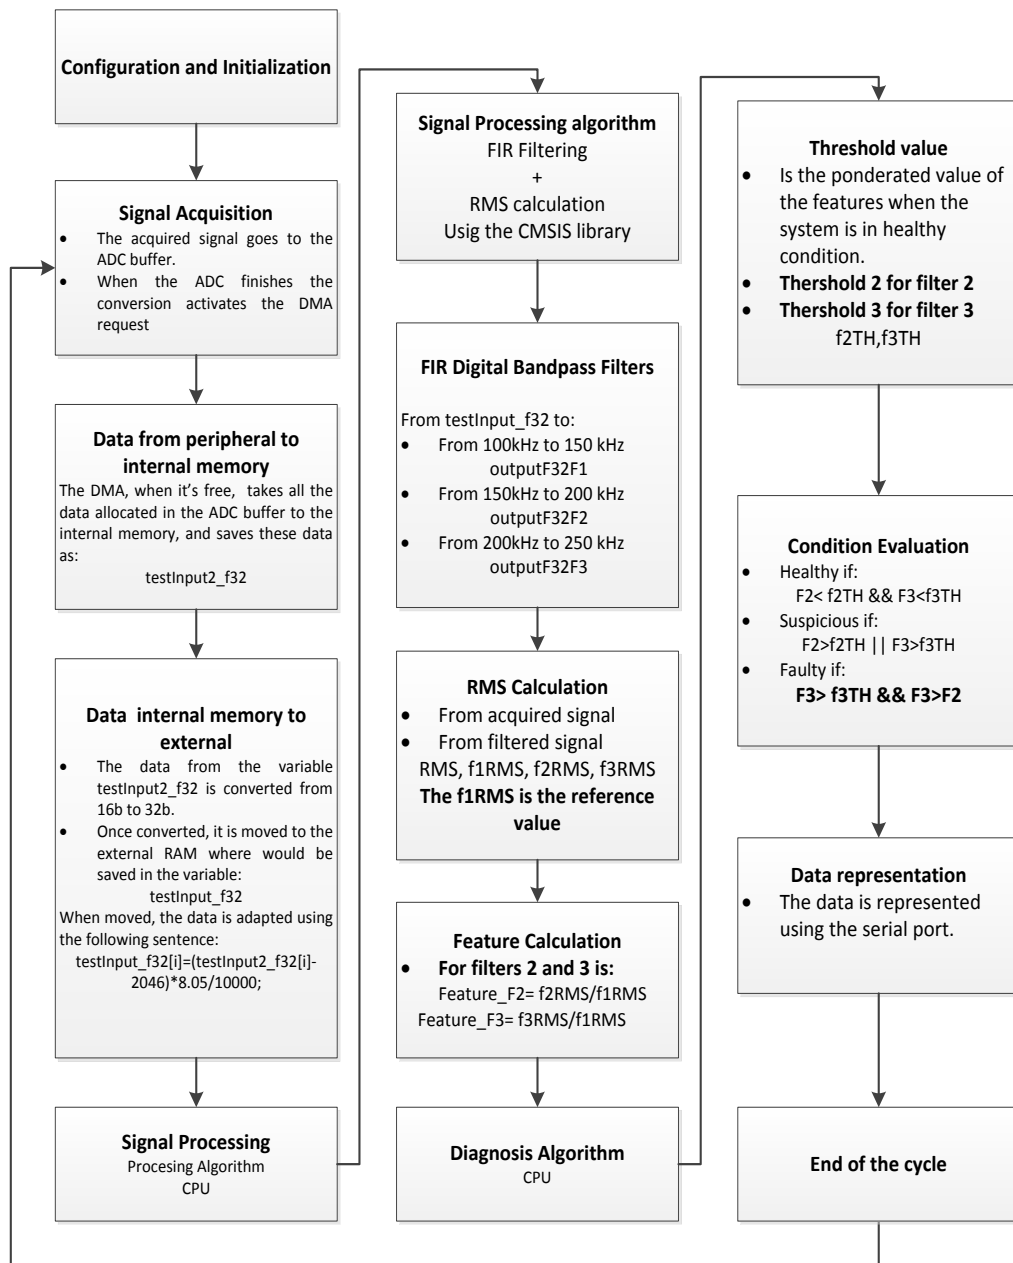 Configuration and Initialization
Signal Acquisition
• The acquired signal goes to the
ADC buffer.
• When the ADC finishes the
conversion activates the DMA
request
Data from peripheral to
internal memory
The DMA, when it's free, takes all the
data allocated in the ADC buffer to the
internal memory, and saves these data
as:
testInput2_f32
Data internal memory to
external
• The data from the variable
testInput2_f32 is converted from
16b to 32b.
• Once converted, it is moved to the
external RAM where would be
saved in the variable:
testInput_f32
When moved, the data is adapted using
the following sentence:
testInput_f32[i]=(testInput2_f32[i]-
2046)*8.05/10000;
Signal Processing
Procesing Algorithm
CPU
Signal Processing algorithm
FIR Filtering
+
RMS calculation
Usig the CMSIS library
FIR Digital Bandpass Filters
From testInput_f32 to:
• From 100kHz to 150 kHz
outputF32F1
• From 150kHz to 200 kHz
outputF32F2
• From 200kHz to 250 kHz
outputF32F3
RMS Calculation
• From acquired signal
• From filtered signal
RMS, f1RMS, f2RMS, f3RMS
The f1RMS is the reference
value
Feature Calculation
• For filters 2 and 3 is:
Feature_F2= f2RMS/f1RMS
Feature_F3= f3RMS/f1RMS
Diagnosis Algorithm
CPU
Threshold value
• Is the ponderated value of
the features when the
system is in healthy
condition.
• Thershold 2 for filter 2
• Thershold 3 for filter 3
f2TH,f3TH
Condition Evaluation
• Healthy if:
F2< f2TH && F3<f3TH
• Suspicious if:
F2>f2TH || F3>f3TH
• Faulty if:
F3> f3TH && F3>F2
Data representation
• The data is represented
using the serial port.
End of the cycle